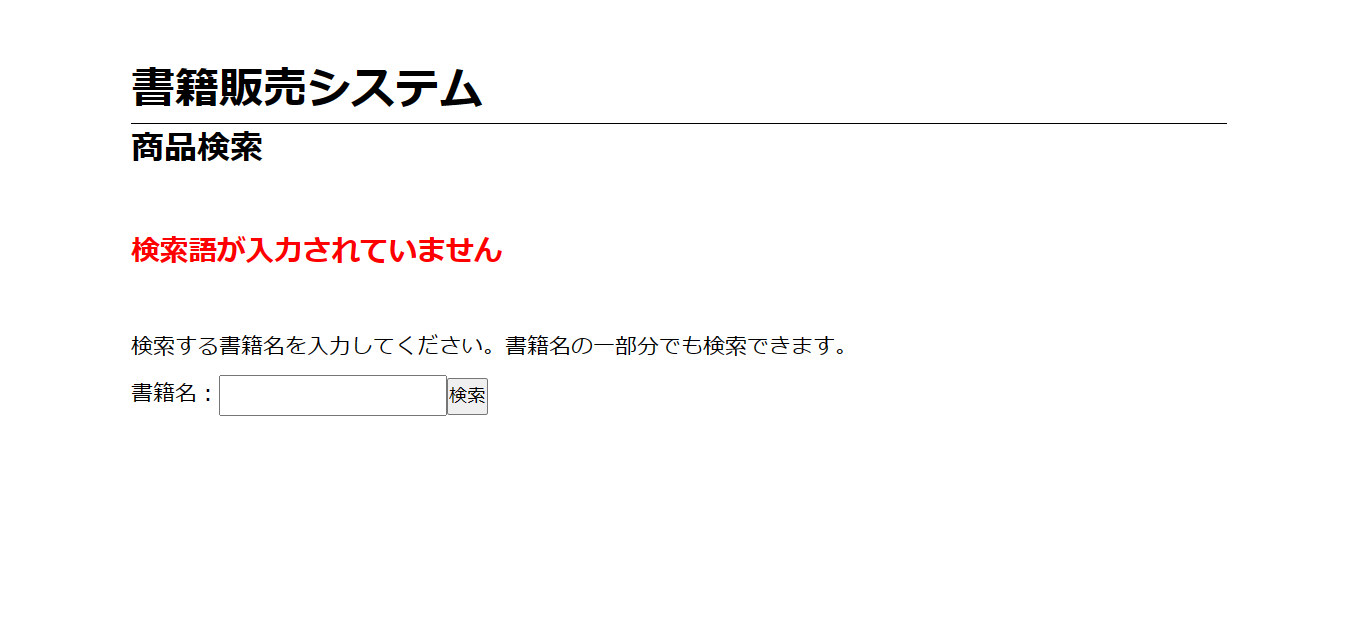 書籍販売システム
商品検索
検索語が入力されていません
検索する書籍名を入力してください。書籍名の一部分でも検索できます。
書籍名：検索